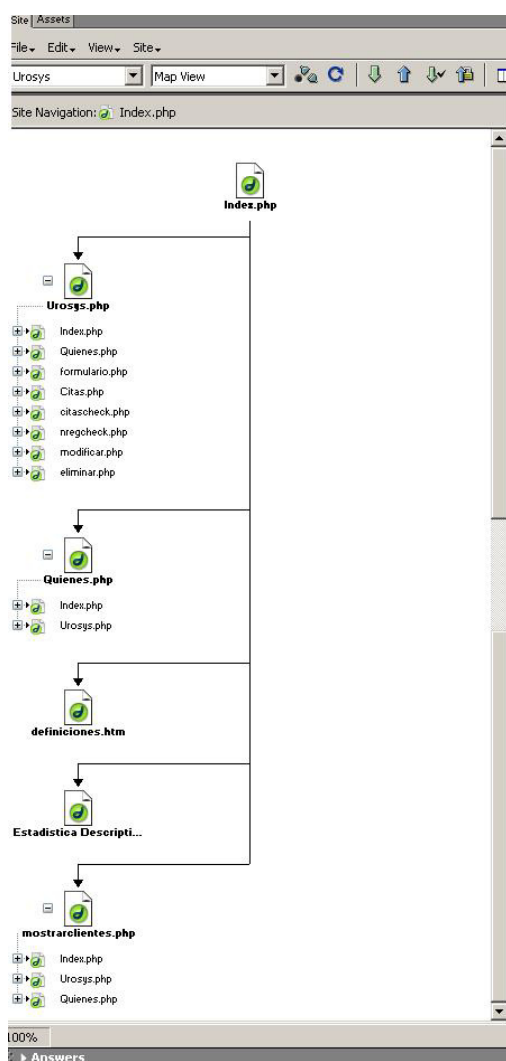 Site Assets
File Edit View Site
Urosys Map View
Site Navigation: Index.php
Index.php
Urosys.php
Index.php
Quienes.php
formulario.php
Citas.php
citascheck.php
nregcheck.php
modificar.php
eliminar.php
Quienes.php
Index.php
Urosys.php
definiciones.htm
Estadistica Descripti...
mostrarclientes.php
Index.php
Urosys.php
Quienes.php
100%
Answers